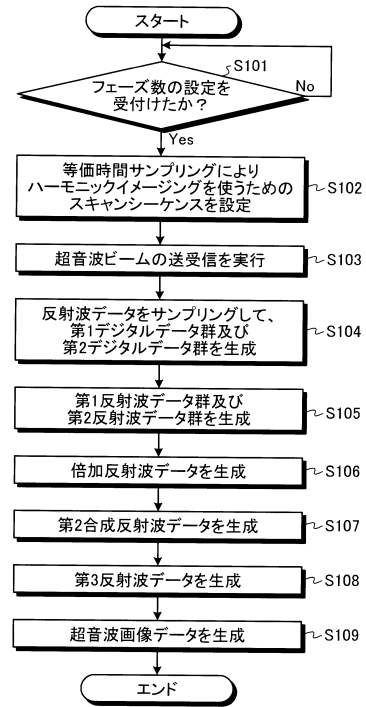 スタート
S101
フェーズ数の設定を
受付けたか？
No
Yes
等価時間サンプリングにより
ハーモニックイメージングを使うための
スキャンシーケンスを設定
S102
超音波ビームの送受信を実行
S103
反射波データをサンプリングして、
第1デジタルデータ群及び
第2デジタルデータ群を生成
S104
第1反射波データ群及び
第2反射波データ群を生成
S105
倍加反射波データを生成
S106
第2合成反射波データを生成
S107
第3反射波データを生成
S108
超音波画像データを生成
S109
エンド